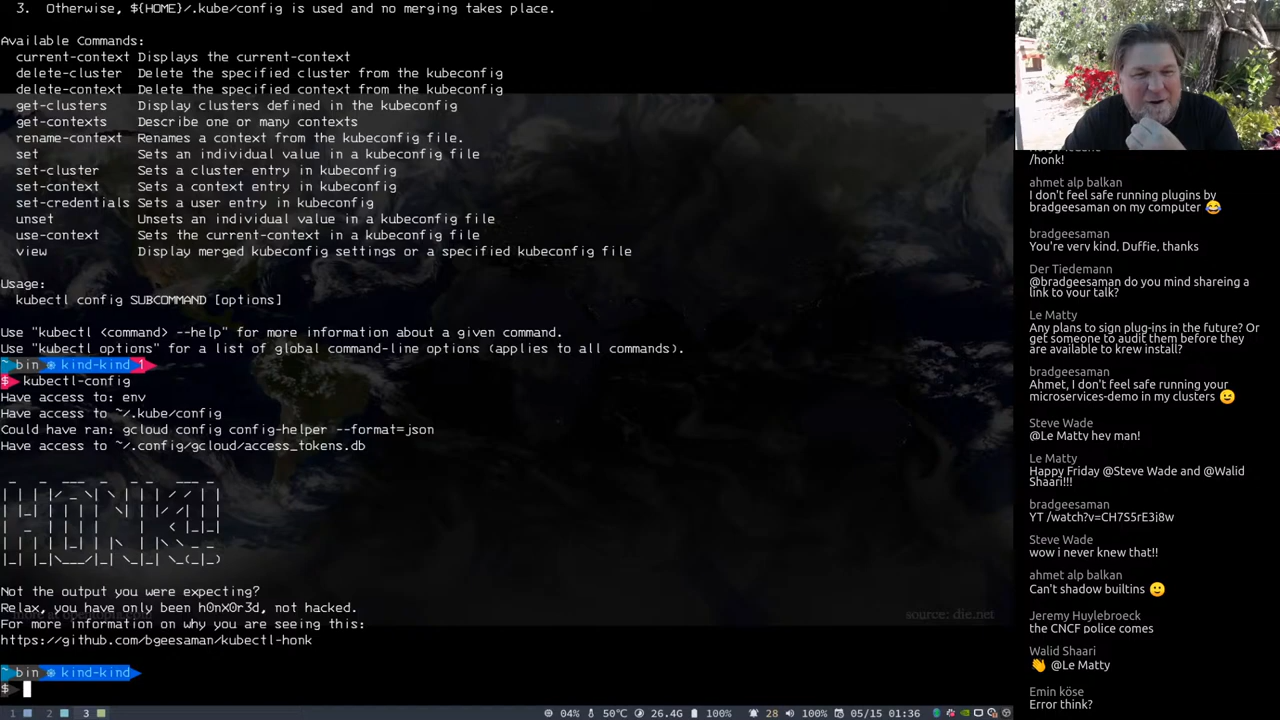 3.  Otherwise, ${HOME}/.kube/config is used and no merging takes place.
Available Commands:
current-context Displays the current-context
delete-cluster  Delete the specified cluster from the kubeconfig
delete-context  Delete the specified context from the kubeconfig
get-clusters    Display clusters defined in the kubeconfig
get-contexts    Describe one or many contexts
rename-context  Renames a context from the kubeconfig file.
set             Sets an individual value in a kubeconfig file
set-cluster     Sets a cluster entry in kubeconfig
set-context     Sets a context entry in kubeconfig
set-credentials Sets a user entry in kubeconfig
unset           Unsets an individual value in a kubeconfig file
use-context     Sets the current-context in a kubeconfig file
view            Display merged kubeconfig settings or a specified kubeconfig file
Usage:
kubectl config SUBCOMMAND [options]
Use "kubectl <command> --help" for more information about a given command.
Use "kubectl options" for a list of global command-line options (applies to all commands).
~ bin kind-kind 1
$ kubectl-config
Have access to: env
Have access to ~/.kube/config
Could have ran: gcloud config config-helper --format=json
Have access to ~/.config/gcloud/access_tokens.db
HONK!
Not the output you were expecting?
Relax, you have only been h0nX0r3d, not hacked.
For more information on why you are seeing this:
https://github.com/bgeesaman/kubectl-honk
source: die.net
~ bin kind-kind
$
1 2 3 04% 50°C 26.4G 100% 28 100% 05/15 01:36
/honk!
ahmet alp balkan
I don't feel safe running plugins by
bradgeesaman on my computer 😂
bradgeesaman
You're very kind, Duffie, thanks
Der Tiedemann
@bradgeesaman do you mind shareing a
link to your talk?
Le Matty
Any plans to sign plug-ins in the future? Or
get someone to audit them before they
are available to krew install?
bradgeesaman
Ahmet, I don't feel safe running your
microservices-demo in my clusters 😉
Steve Wade
@Le Matty hey man!
Le Matty
Happy Friday @Steve Wade and @Walid
Shaari!!!
bradgeesaman
YT /watch?v=CH7S5rE3j8w
Steve Wade
wow i never knew that!!
ahmet alp balkan
Can't shadow builtins 🙂
Jeremy Huylebroeck
the CNCF police comes
Walid Shaari
👏 @Le Matty
Emin köse
Error think?